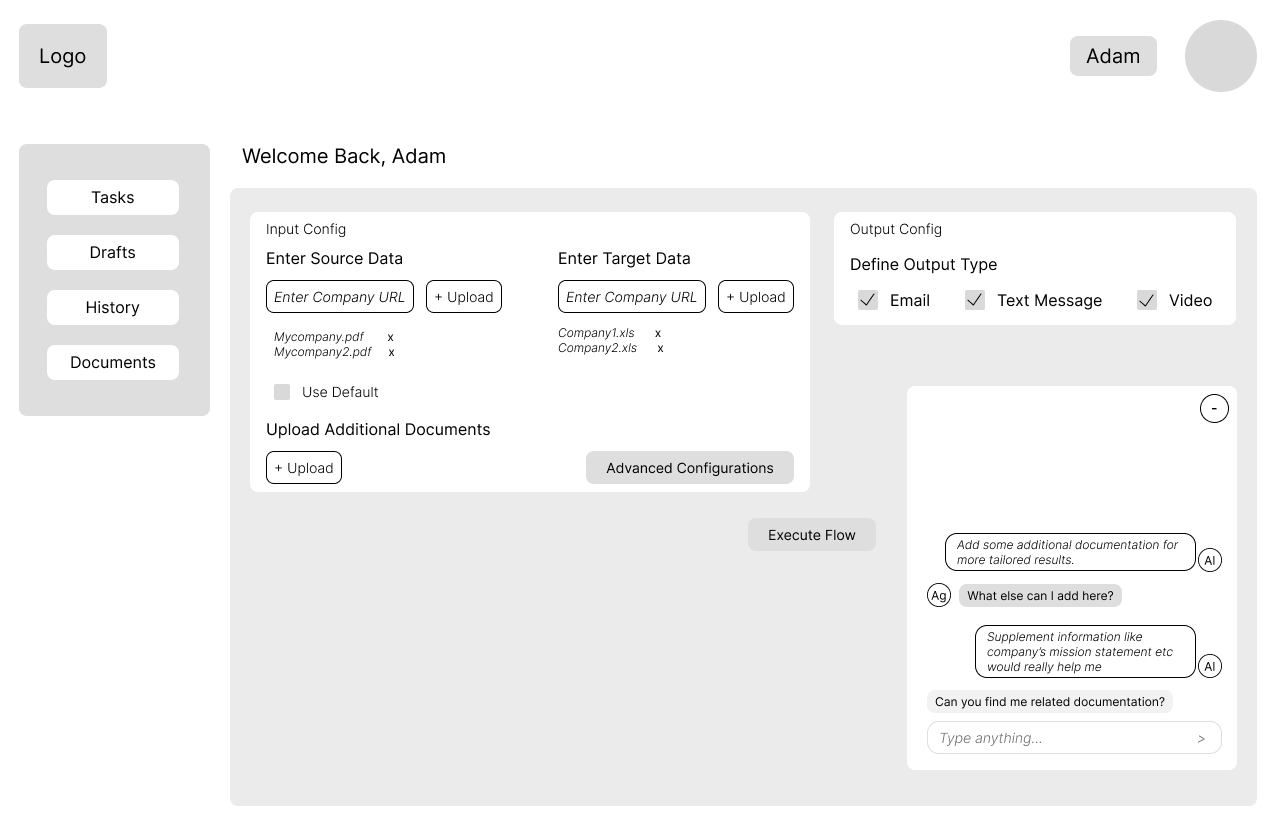 Logo
Adam
Welcome Back, Adam
Tasks
Drafts
History
Documents
Input Config
Enter Source Data
Enter Company URL
+ Upload
Mycompany.pdf x
Mycompany2.pdf x
Use Default
Enter Target Data
Enter Company URL
+ Upload
Company1.xls x
Company2.xls x
Upload Additional Documents
+ Upload
Advanced Configurations
Output Config
Define Output Type
Email
Text Message
Video
Execute Flow
-
Add some additional documentation for
more tailored results.
AI
Ag
What else can I add here?
Supplement information like
company's mission statement etc
would really help me
AI
Can you find me related documentation?
Type anything...
>